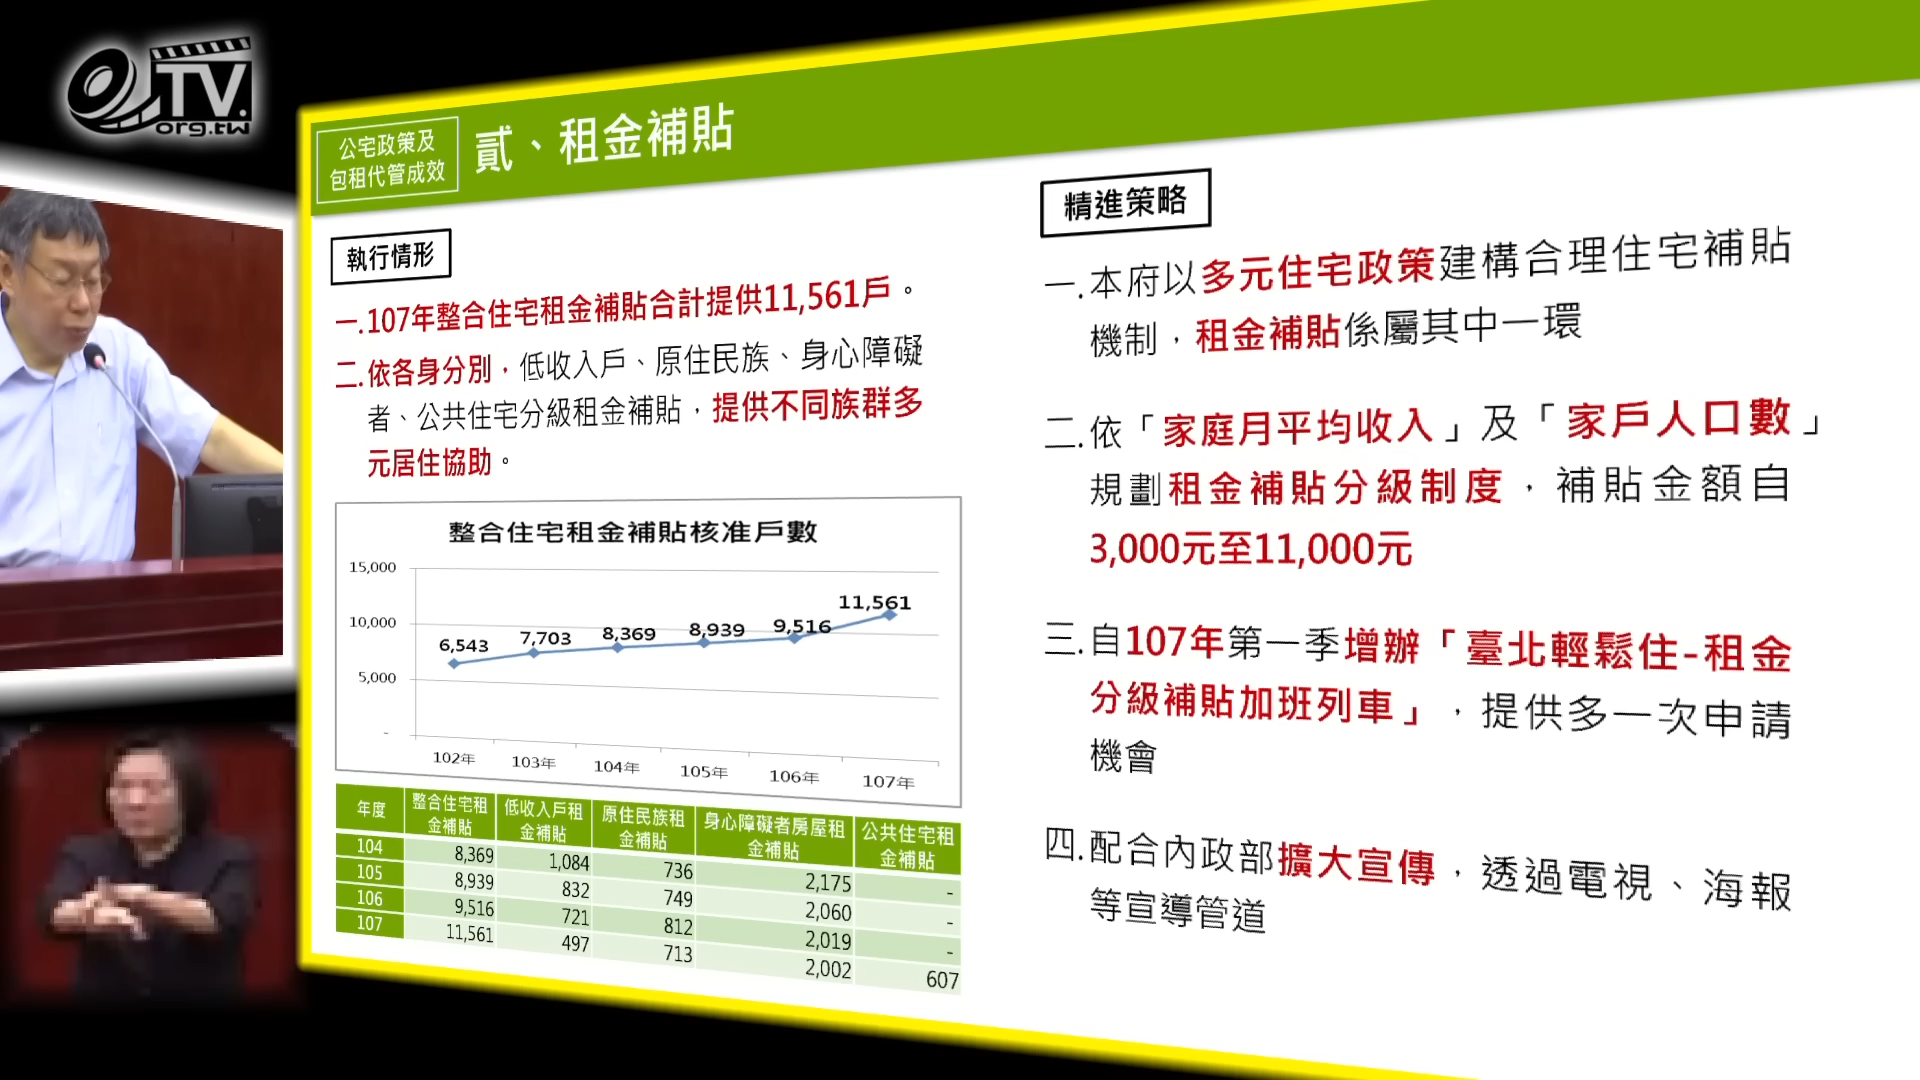 TV.
org.tw
公宅政策及
包租代管成效
貳、租金補貼
執行情形
一.107年整合住宅租金補貼合計提供11,561戶。
二.依各身分別，低收入戶、原住民族、身心障礙
者、公共住宅分級租金補貼，提供不同族群多
元居住協助。
整合住宅租金補貼核准戶數
15,000
10,000
5,000
-
6,543
7,703
8,369
8,939
9,516
11,561
102年
103年
104年
105年
106年
107年
年度 整合住宅租金補貼 低收入戶租金補貼 原住民族租金補貼 身心障礙者房屋租金補貼 公共住宅租金補貼
104 8,369 1,084 736 2,175 -
105 8,939 832 749 2,060 -
106 9,516 721 812 2,019 -
107 11,561 497 713 2,002 607
精進策略
一.本府以多元住宅政策建構合理住宅補貼
機制，租金補貼係屬其中一環
二.依「家庭月平均收入」及「家戶人口數」
規劃租金補貼分級制度，補貼金額自
3,000元至11,000元
三.自107年第一季增辦「臺北輕鬆住-租金
分級補貼加班列車」，提供多一次申請
機會
四.配合內政部擴大宣傳，透過電視、海報
等宣導管道